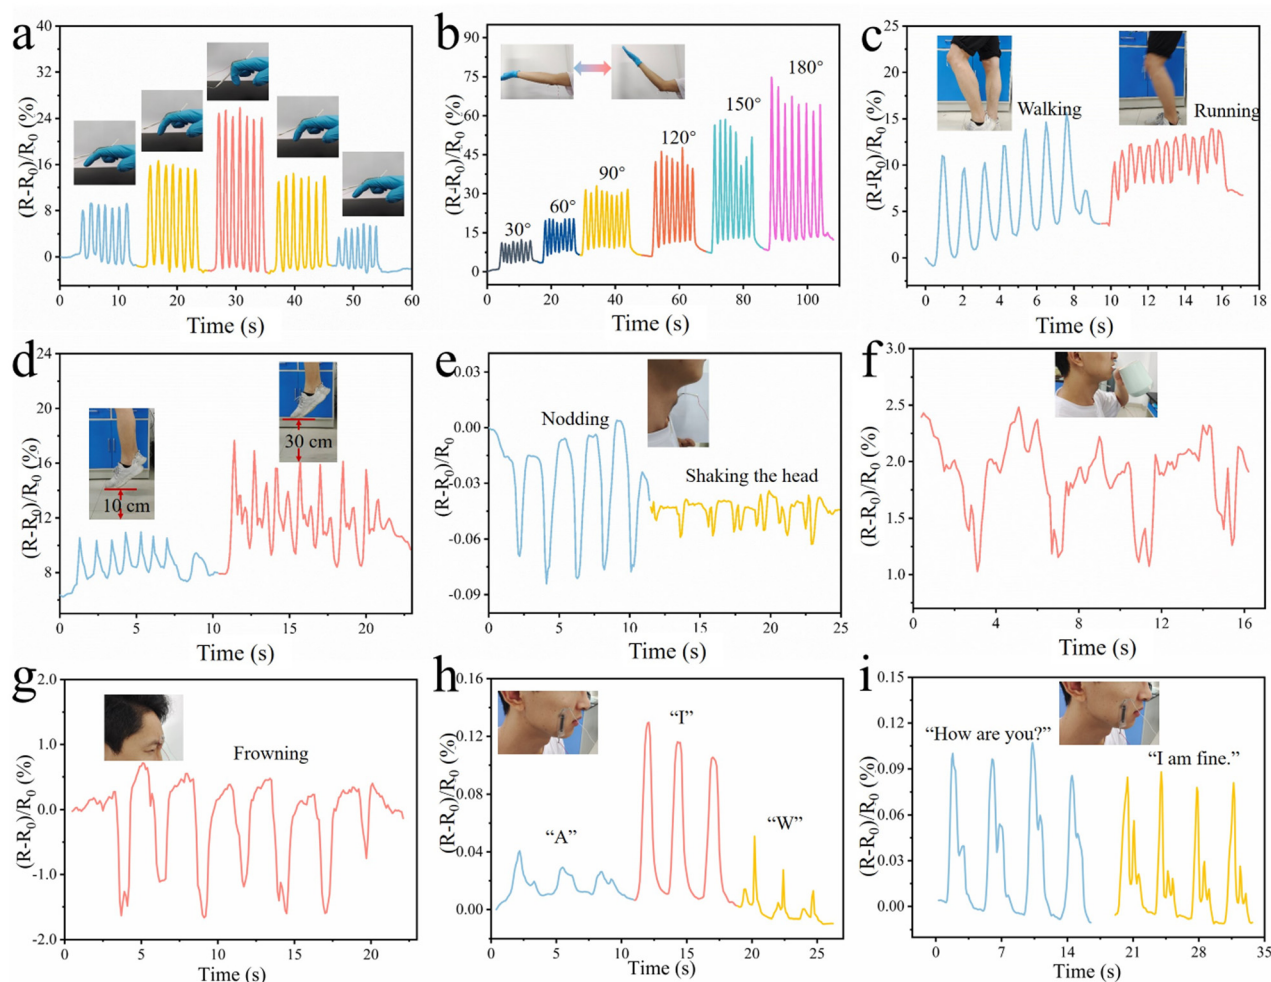 a
(R-R0)/R0 (%)
40
32
24
16
8
0
0 10 20 30 40 50 60
Time (s)
b
(R-R0)/R0 (%)
90
75
60
45
30
15
0
30°
60°
90°
120°
150°
180°
0 20 40 60 80 100
Time (s)
c
(R-R0)/R0 (%)
25
20
15
10
5
0
Walking
Running
0 2 4 6 8 10 12 14 16 18
Time (s)
d
(R-R0)/R0 (%)
24
20
16
12
8
10 cm
30 cm
0 5 10 15 20
Time (s)
e
(R-R0)/R0
0.03
0.00
-0.03
-0.06
-0.09
Nodding
Shaking the head
0 5 10 15 20 25
Time (s)
f
(R-R0)/R0 (%)
3.0
2.5
2.0
1.5
1.0
0 4 8 12 16
Time (s)
g
(R-R0)/R0 (%)
2.0
1.0
0.0
-1.0
-2.0
Frowning
0 5 10 15 20
Time (s)
h
(R-R0)/R0 (%)
0.16
0.12
0.08
0.04
0.00
“A”
“I”
“W”
0 5 10 15 20 25
Time (s)
i
(R-R0)/R0 (%)
0.15
0.12
0.09
0.06
0.03
0.00
“How are you?”
“I am fine.”
0 7 14 21 28 35
Time (s)